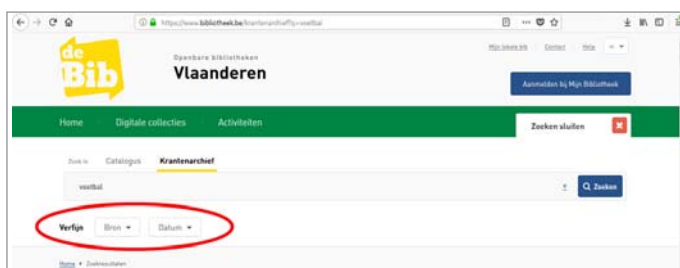 https://www.bibliotheek.be/krantenarchief?q=voetbal
de
Bib
Openbare bibliotheken
Vlaanderen
Mijn lokale bib Contact Help
Aanmelden bij Mijn Bibliotheek
Home Digitale collecties Activiteiten
Zoeken sluiten x
Zoek in Catalogus Krantenarchief
voetbal x Zoeken
Verfijn Bron Datum
Home Zoekresultaten